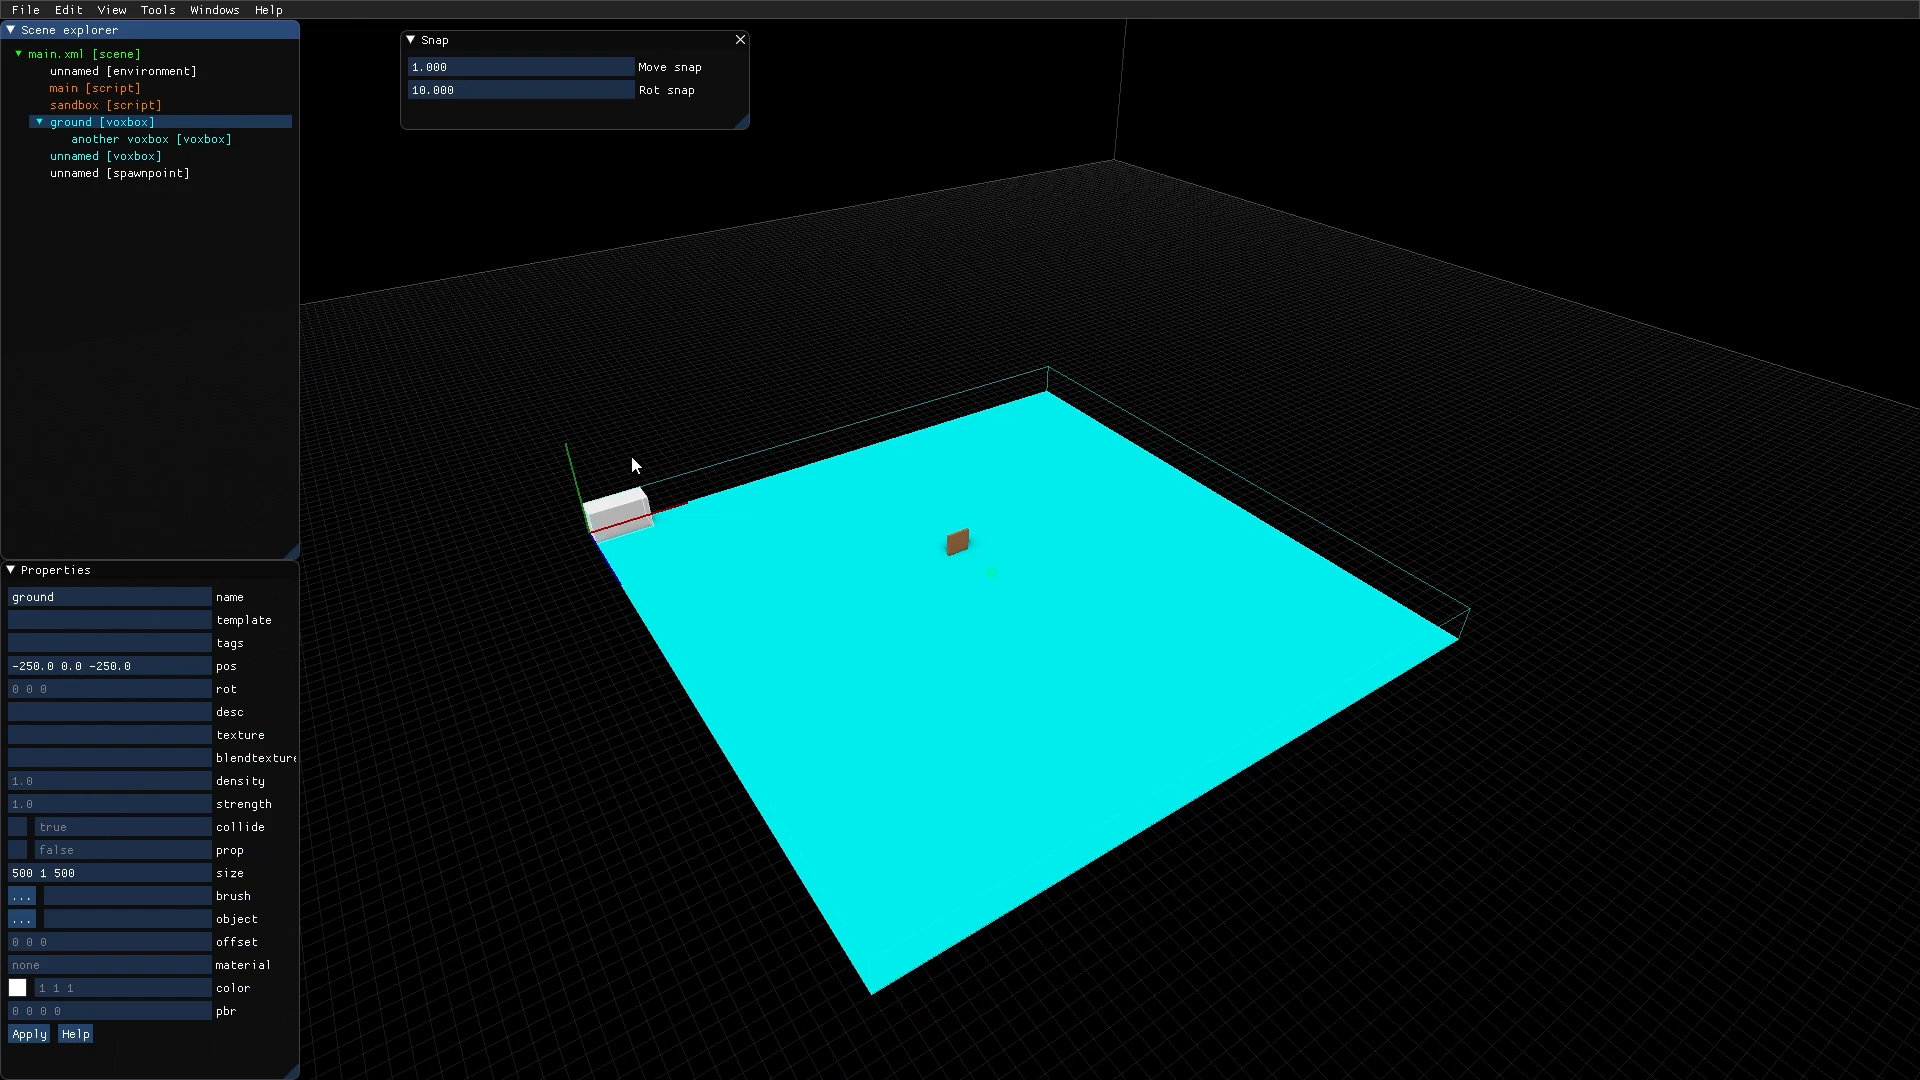 File Edit View Tools Windows Help
Scene explorer
main.xml [scene]
unnamed [environment]
main [script]
sandbox [script]
ground [voxbox]
another voxbox [voxbox]
unnamed [voxbox]
unnamed [spawnpoint]
Snap
1.000 Move snap
10.000 Rot snap
Properties
ground name
template
tags
-250.0 0.0 -250.0 pos
0 0 0 rot
desc
texture
blendtexture
1.0 density
1.0 strength
true collide
false prop
500 1 500 size
... brush
... object
0 0 0 offset
none material
1 1 1 color
0 0 0 0 pbr
Apply Help